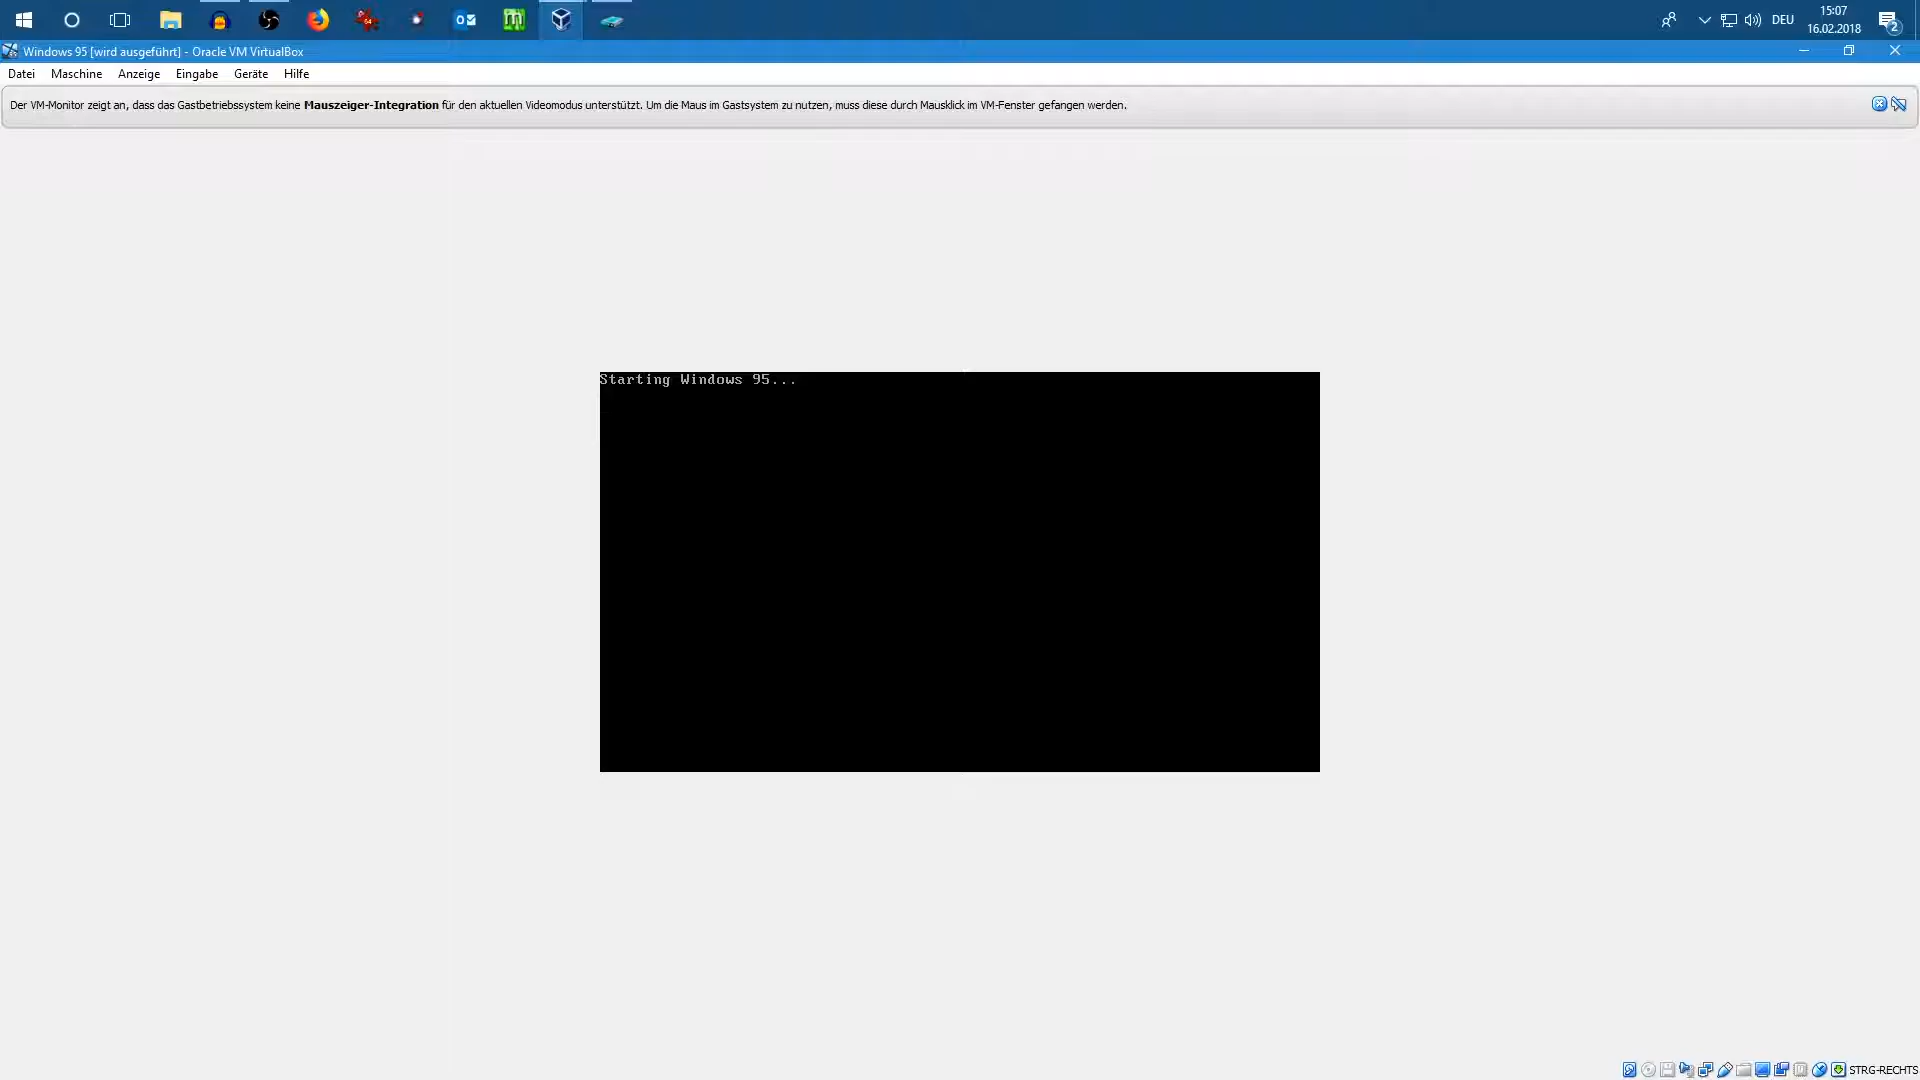 15:07
DEU
16.02.2018
2
64
Windows 95 [wird ausgeführt] - Oracle VM VirtualBox
Datei Maschine Anzeige Eingabe Geräte Hilfe
Der VM-Monitor zeigt an, dass das Gastbetriebssystem keine Mauszeiger-Integration für den aktuellen Videomodus unterstützt. Um die Maus im Gastsystem zu nutzen, muss diese durch Mausklick im VM-Fenster gefangen werden.
Starting Windows 95...
STRG-RECHTS